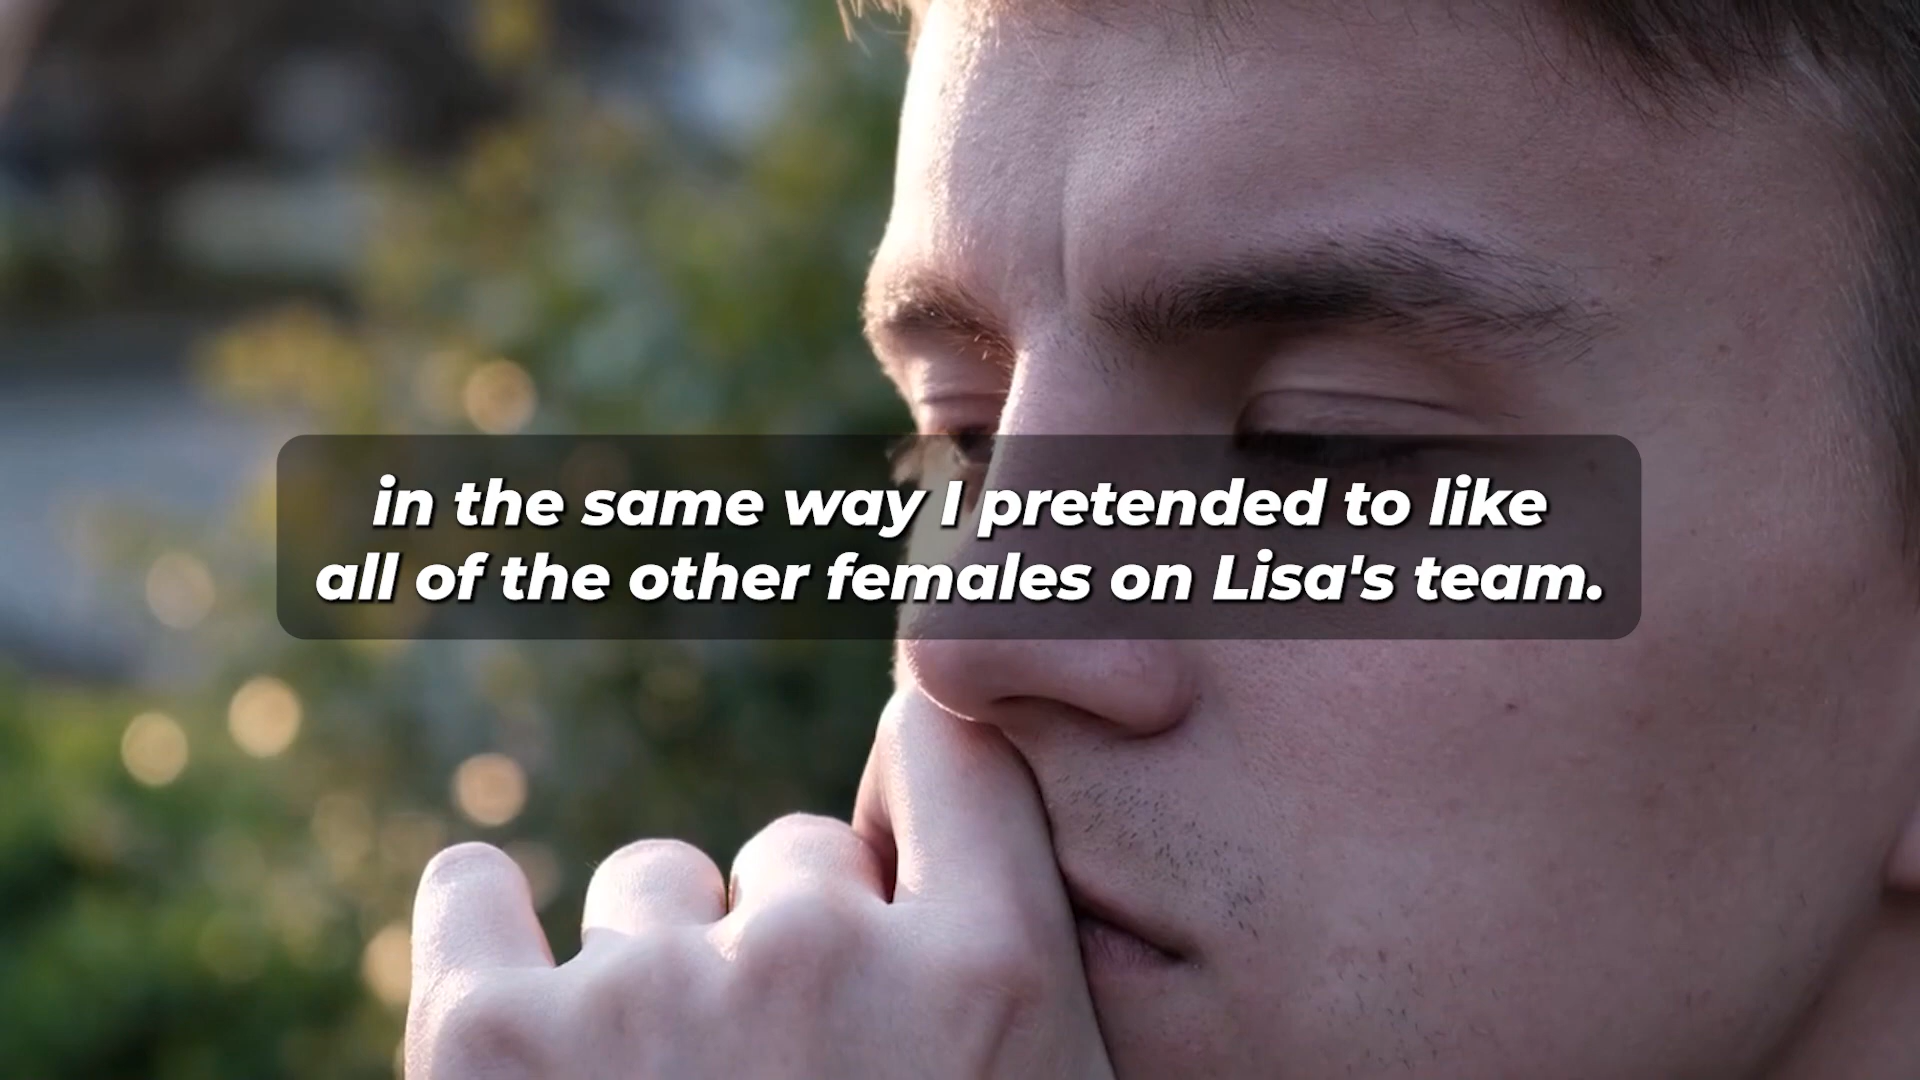 in the same way I pretended to like
all of the other females on Lisa's team.